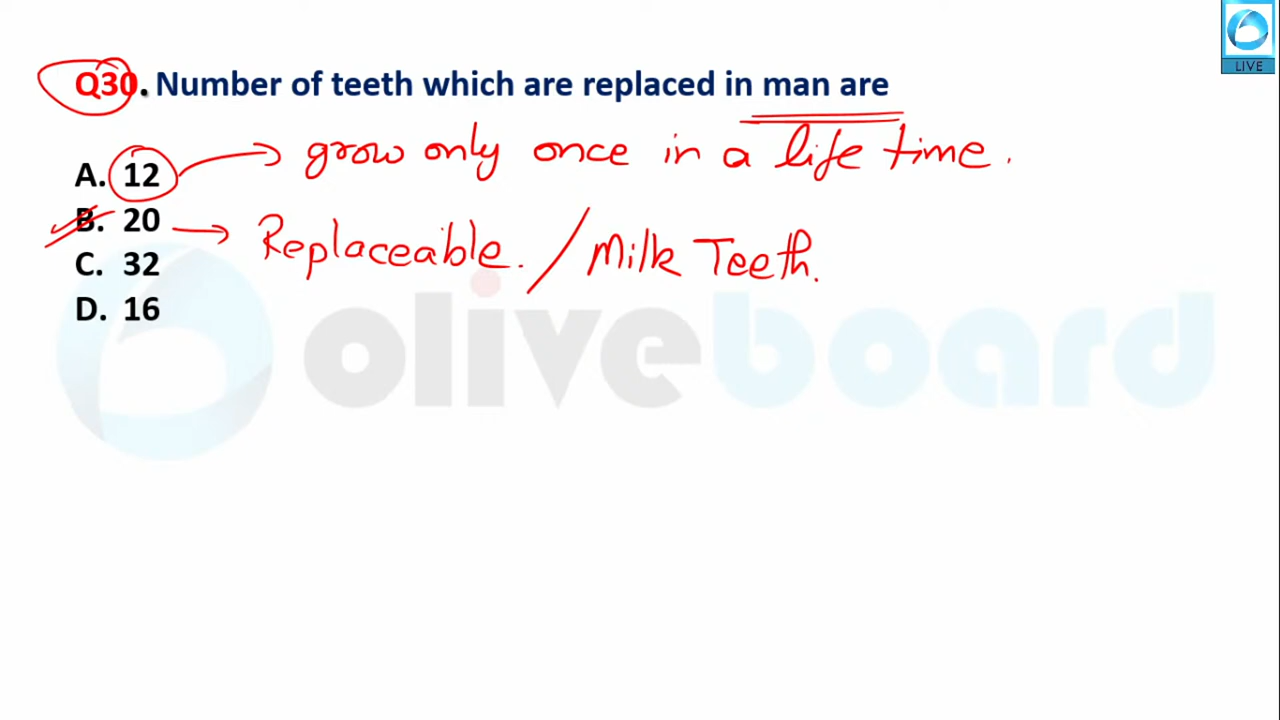 LIVE
Q30. Number of teeth which are replaced in man are
A. 12 → grow only once in a life time.
B. 20 → Replaceable. / Milk Teeth.
C. 32
D. 16
oliveboard